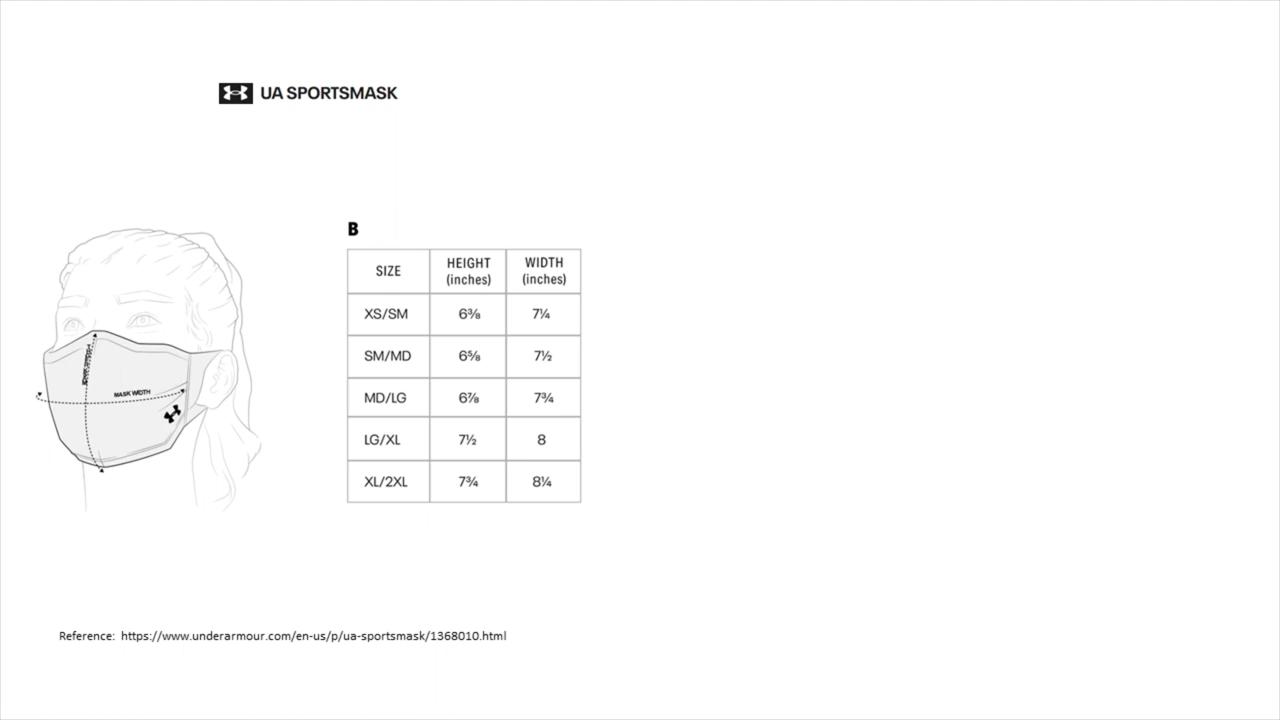 UA SPORTSMASK
B
SIZE HEIGHT (inches) WIDTH (inches)
XS/SM 6⅜ 7¼
SM/MD 6⅝ 7½
MD/LG 6⅞ 7¾
LG/XL 7½ 8
XL/2XL 7¾ 8¼
MASK WIDTH
Reference: https://www.underarmour.com/en-us/p/ua-sportsmask/1368010.html